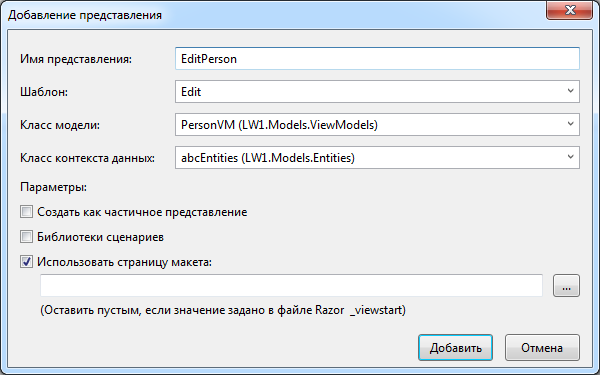 Добавление представления
Имя представления: EditPerson
Шаблон: Edit
Класс модели: PersonVM (LW1.Models.ViewModels)
Класс контекста данных: abcEntities (LW1.Models.Entities)
Параметры:
Создать как частичное представление
Библиотеки сценариев
Использовать страницу макета:
...
(Оставить пустым, если значение задано в файле Razor _viewstart)
Добавить Отмена